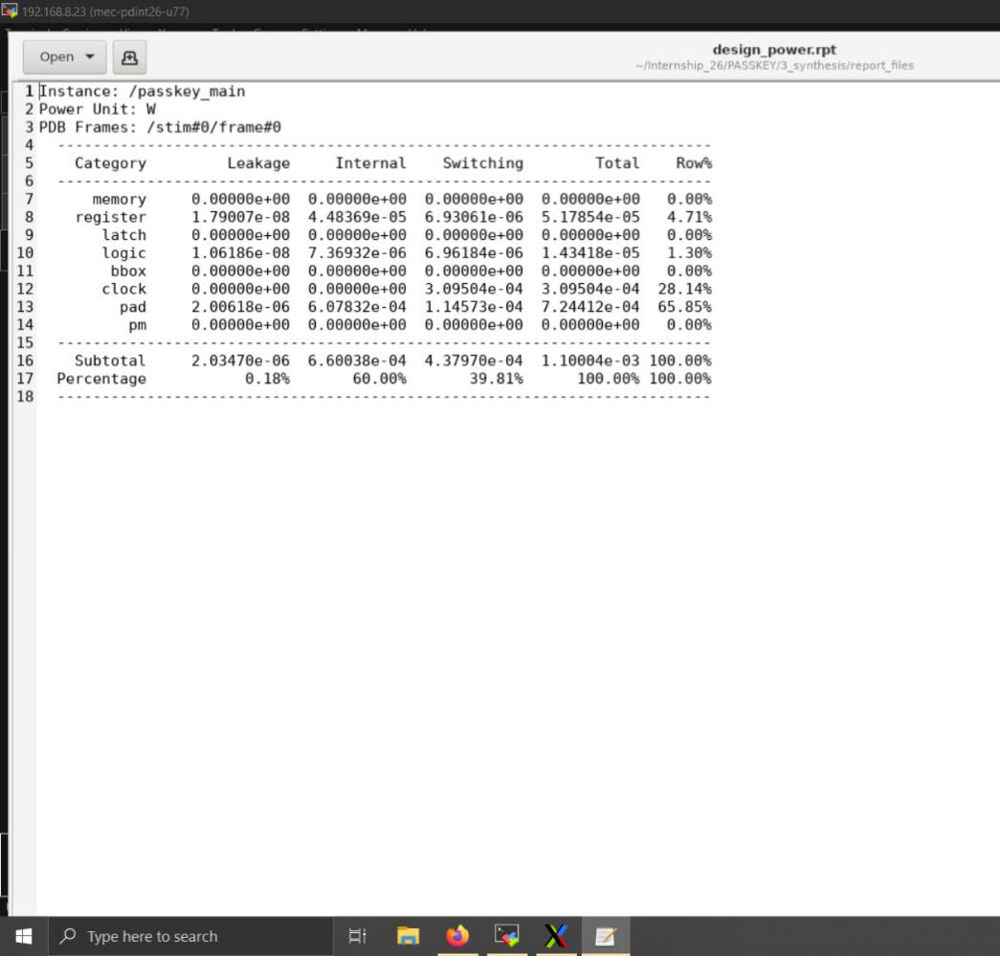 192.168.8.23 (mec-pdint26-u77)
Open
design_power.rpt
~/Internship_26/PASSKEY/3_synthesis/report_files
1 Instance: /passkey_main
2 Power Unit: W
3 PDB Frames: /stim#0/frame#0
4 -------------------------------------------------------------------------
5 Category Leakage Internal Switching Total Row%
6 -------------------------------------------------------------------------
7 memory 0.00000e+00 0.00000e+00 0.00000e+00 0.00000e+00 0.00%
8 register 1.79007e-08 4.48369e-05 6.93061e-06 5.17854e-05 4.71%
9 latch 0.00000e+00 0.00000e+00 0.00000e+00 0.00000e+00 0.00%
10 logic 1.06186e-08 7.36932e-06 6.96184e-06 1.43418e-05 1.30%
11 bbox 0.00000e+00 0.00000e+00 0.00000e+00 0.00000e+00 0.00%
12 clock 0.00000e+00 0.00000e+00 3.09504e-04 3.09504e-04 28.14%
13 pad 2.00618e-06 6.07832e-04 1.14573e-04 7.24412e-04 65.85%
14 pm 0.00000e+00 0.00000e+00 0.00000e+00 0.00000e+00 0.00%
15 -------------------------------------------------------------------------
16 Subtotal 2.03470e-06 6.60038e-04 4.37970e-04 1.10004e-03 100.00%
17 Percentage 0.18% 60.00% 39.81% 100.00% 100.00%
18 -------------------------------------------------------------------------
Type here to search